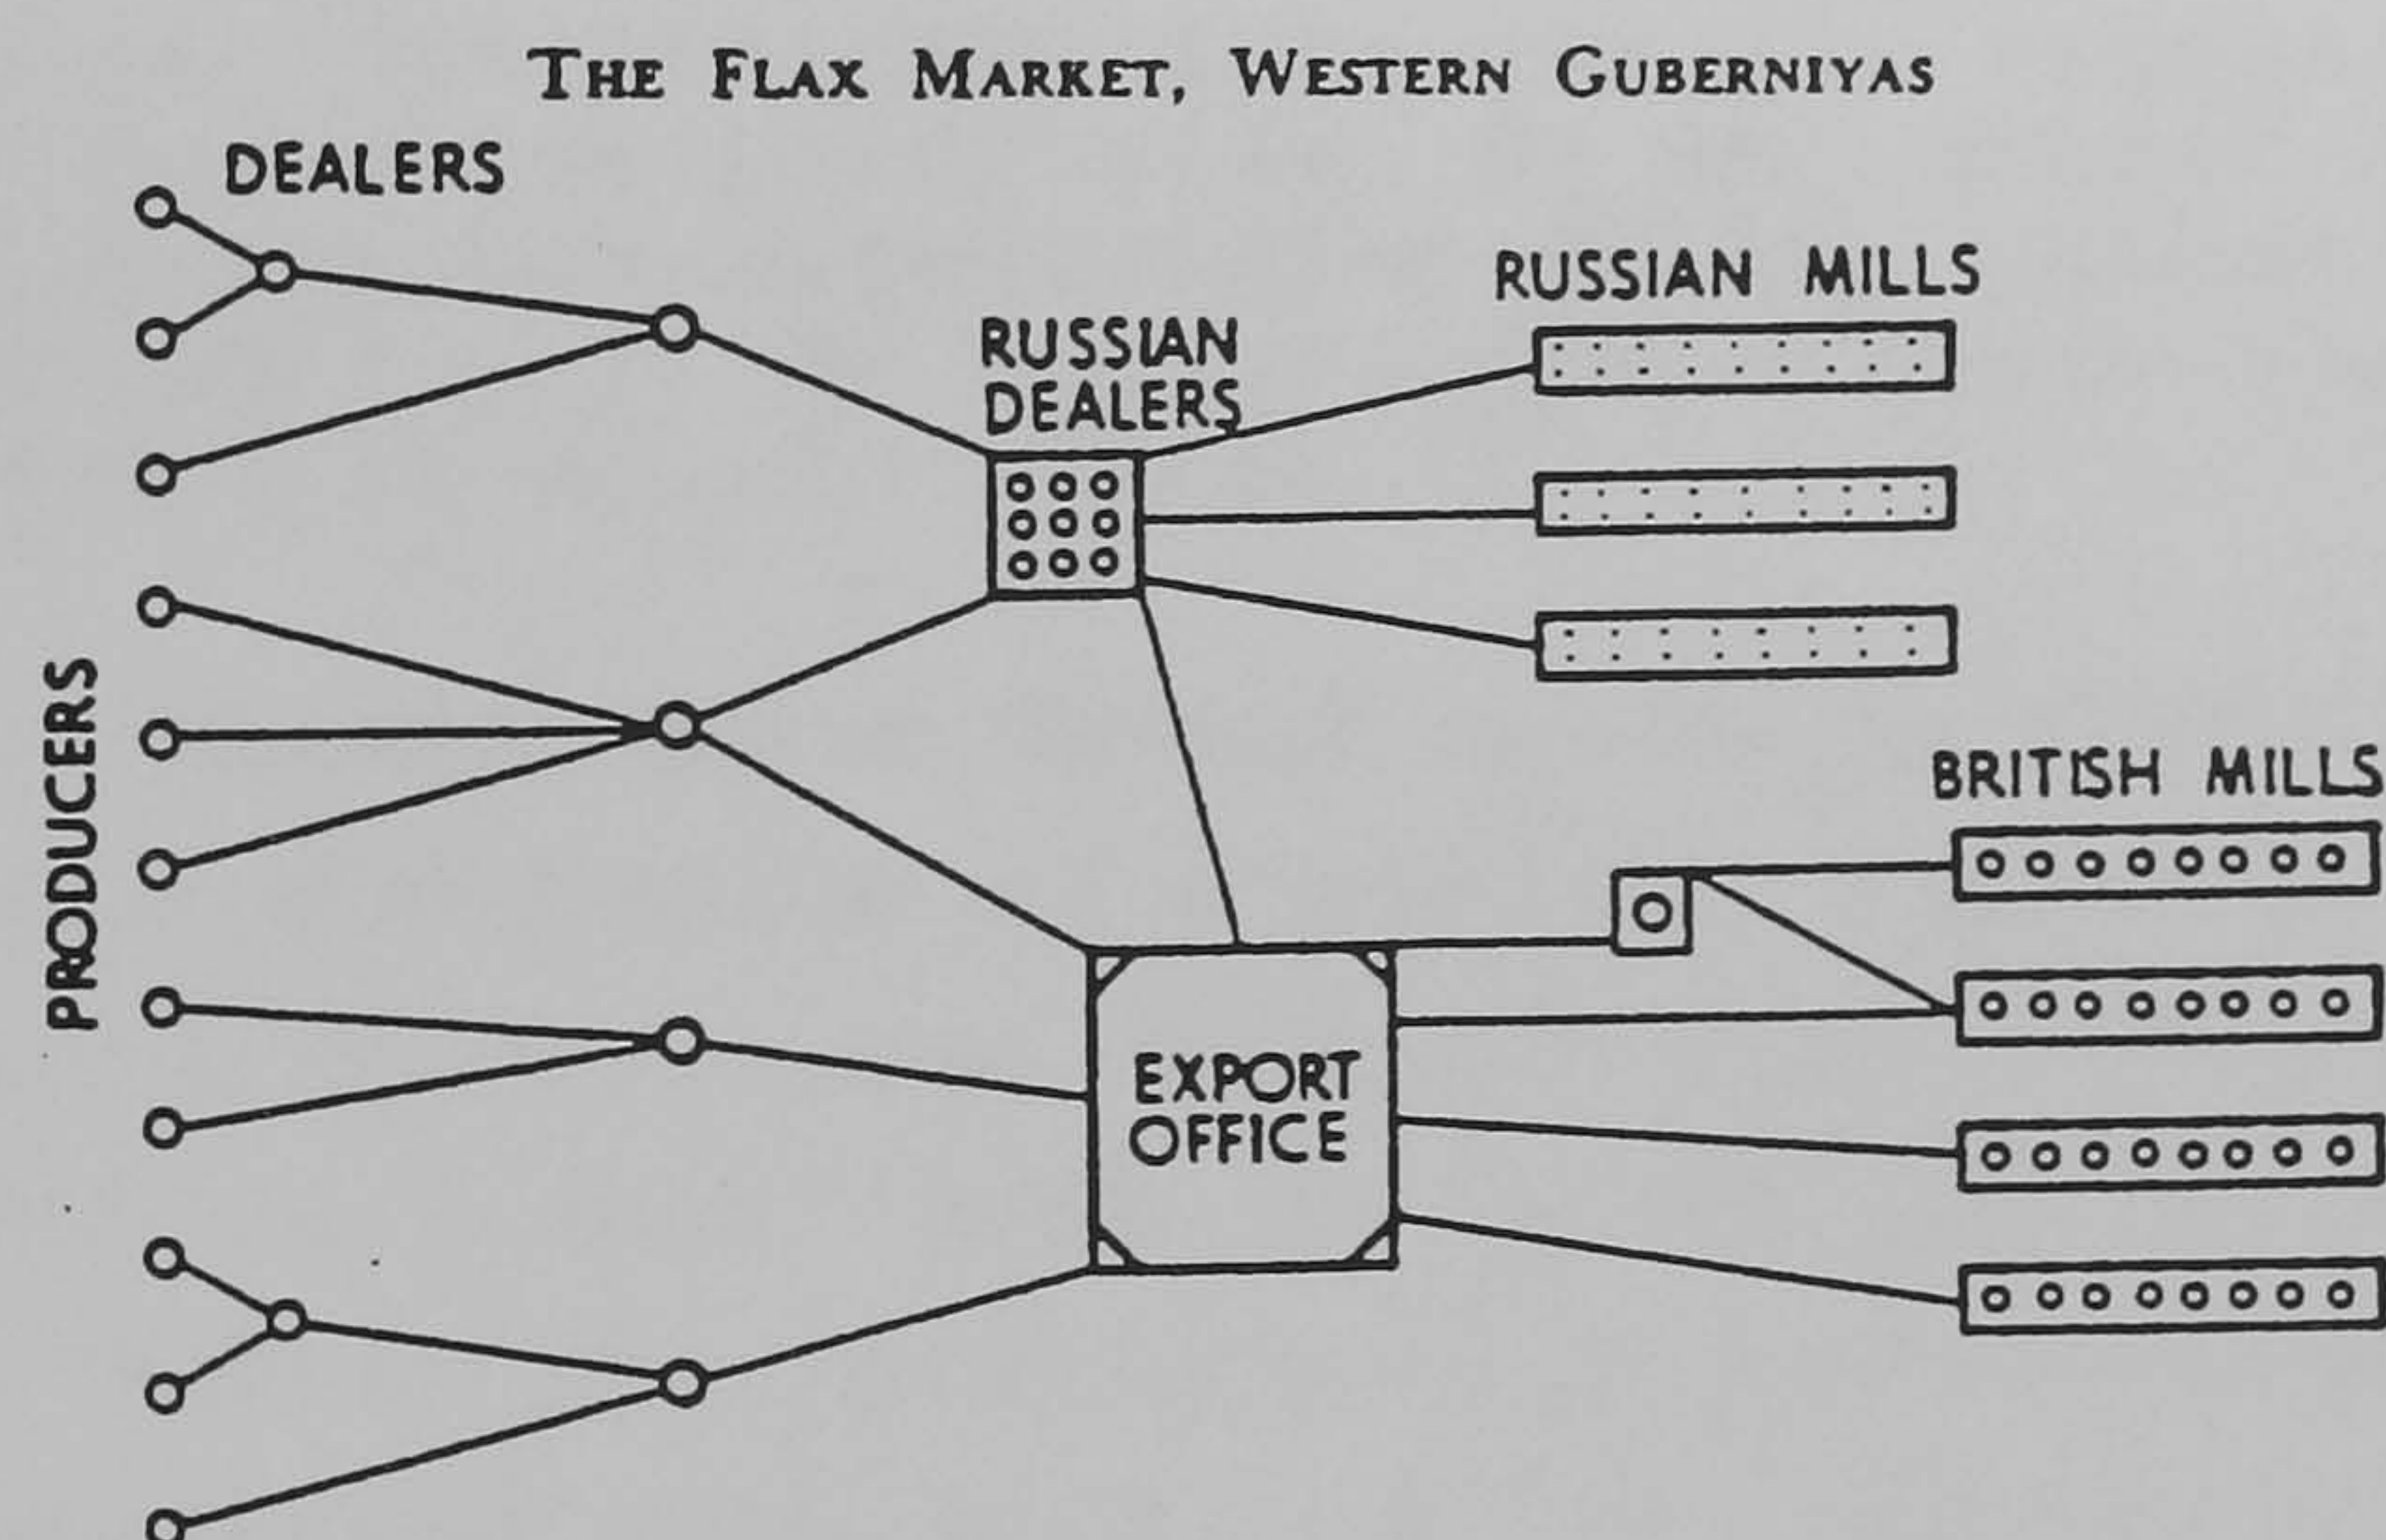 THE FLAX MARKET, WESTERN GUBERNIYAS
DEALERS
RUSSIAN MILLS
RUSSIAN
DEALERS
PRODUCERS
BRITISH MILLS
EXPORT
OFFICE